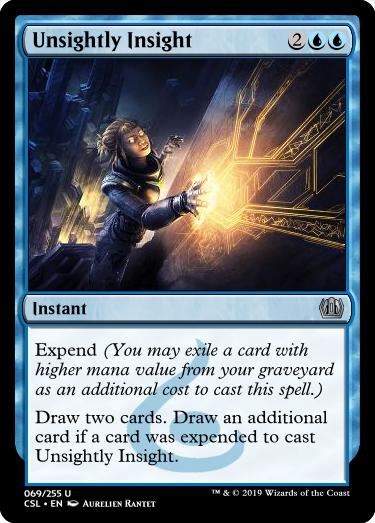 Unsightly Insight 2
Instant
Expend (You may exile a card with
higher mana value from your graveyard
as an additional cost to cast this spell.)
Draw two cards. Draw an additional
card if a card was expended to cast
Unsightly Insight.
069/255 U
CSL • EN Aurelien Rantet
™ & © 2019 Wizards of the Coast